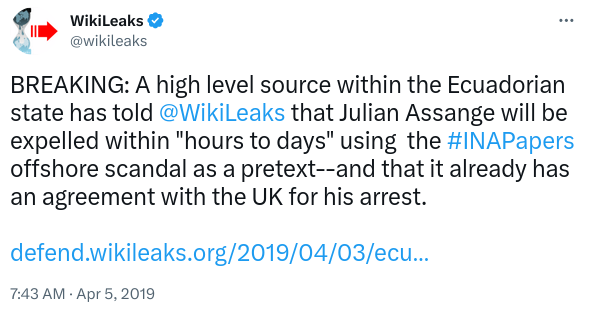 WikiLeaks
@wikileaks
BREAKING: A high level source within the Ecuadorian
state has told @WikiLeaks that Julian Assange will be
expelled within "hours to days" using  the #INAPapers
offshore scandal as a pretext--and that it already has
an agreement with the UK for his arrest.
defend.wikileaks.org/2019/04/03/ecu...
7:43 AM · Apr 5, 2019